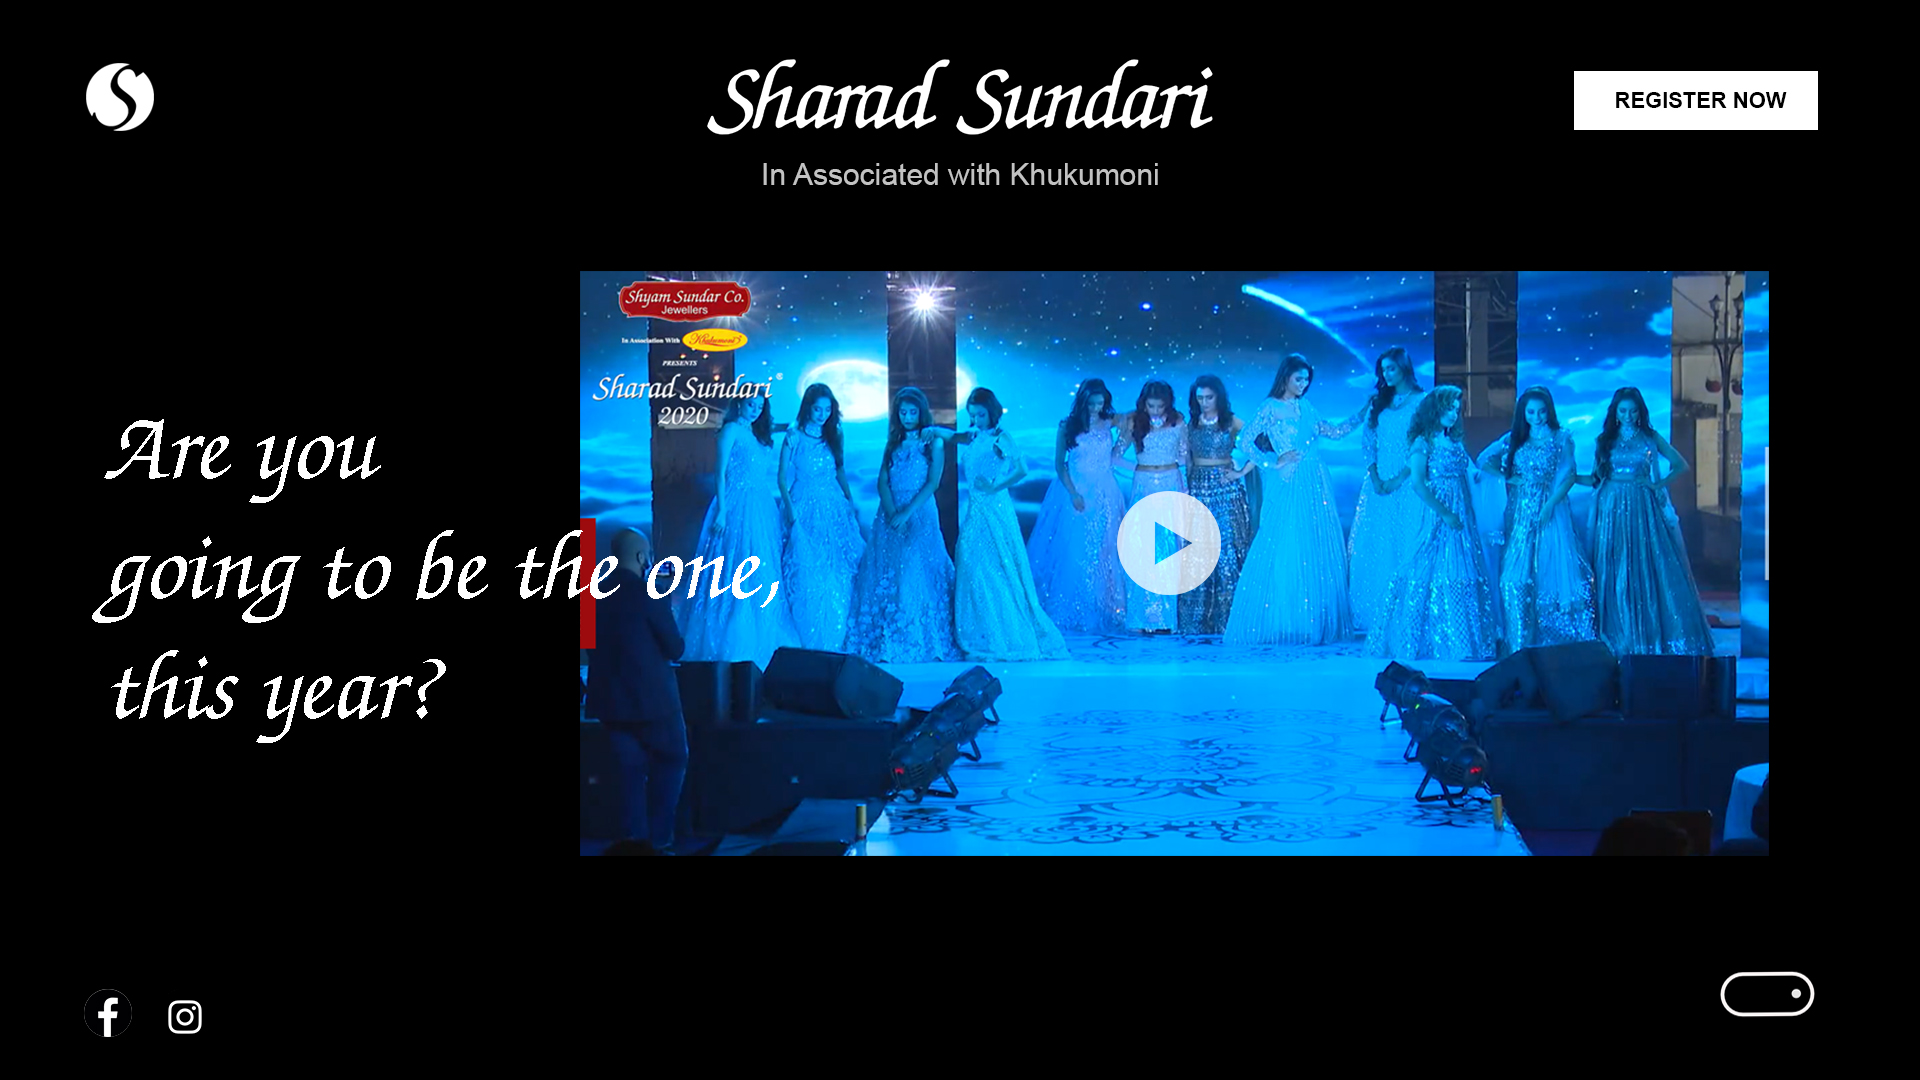 Sharad Sundari
REGISTER NOW
In Associated with Khukumoni
Shyam Sundar Co.
Jewellers
In Association With Khukumoni
PRESENTS
Sharad Sundari®
2020
Are you
going to be the one,
this year?